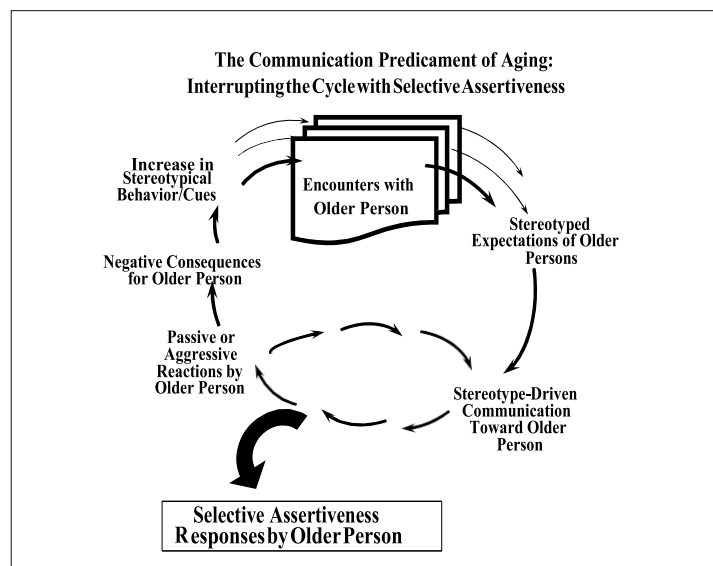 The Communication Predicament of Aging:
Interrupting the Cycle with Selective Assertiveness
Encounters with
Older Person
Stereotyped
Expectations of Older
Persons
Stereotype-Driven
Communication
Toward Older
Person
Passive or
Aggressive
Reactions by
Older Person
Negative Consequences
for Older Person
Increase in
Stereotypical
Behavior/Cues
Selective Assertiveness
Responses by Older Person